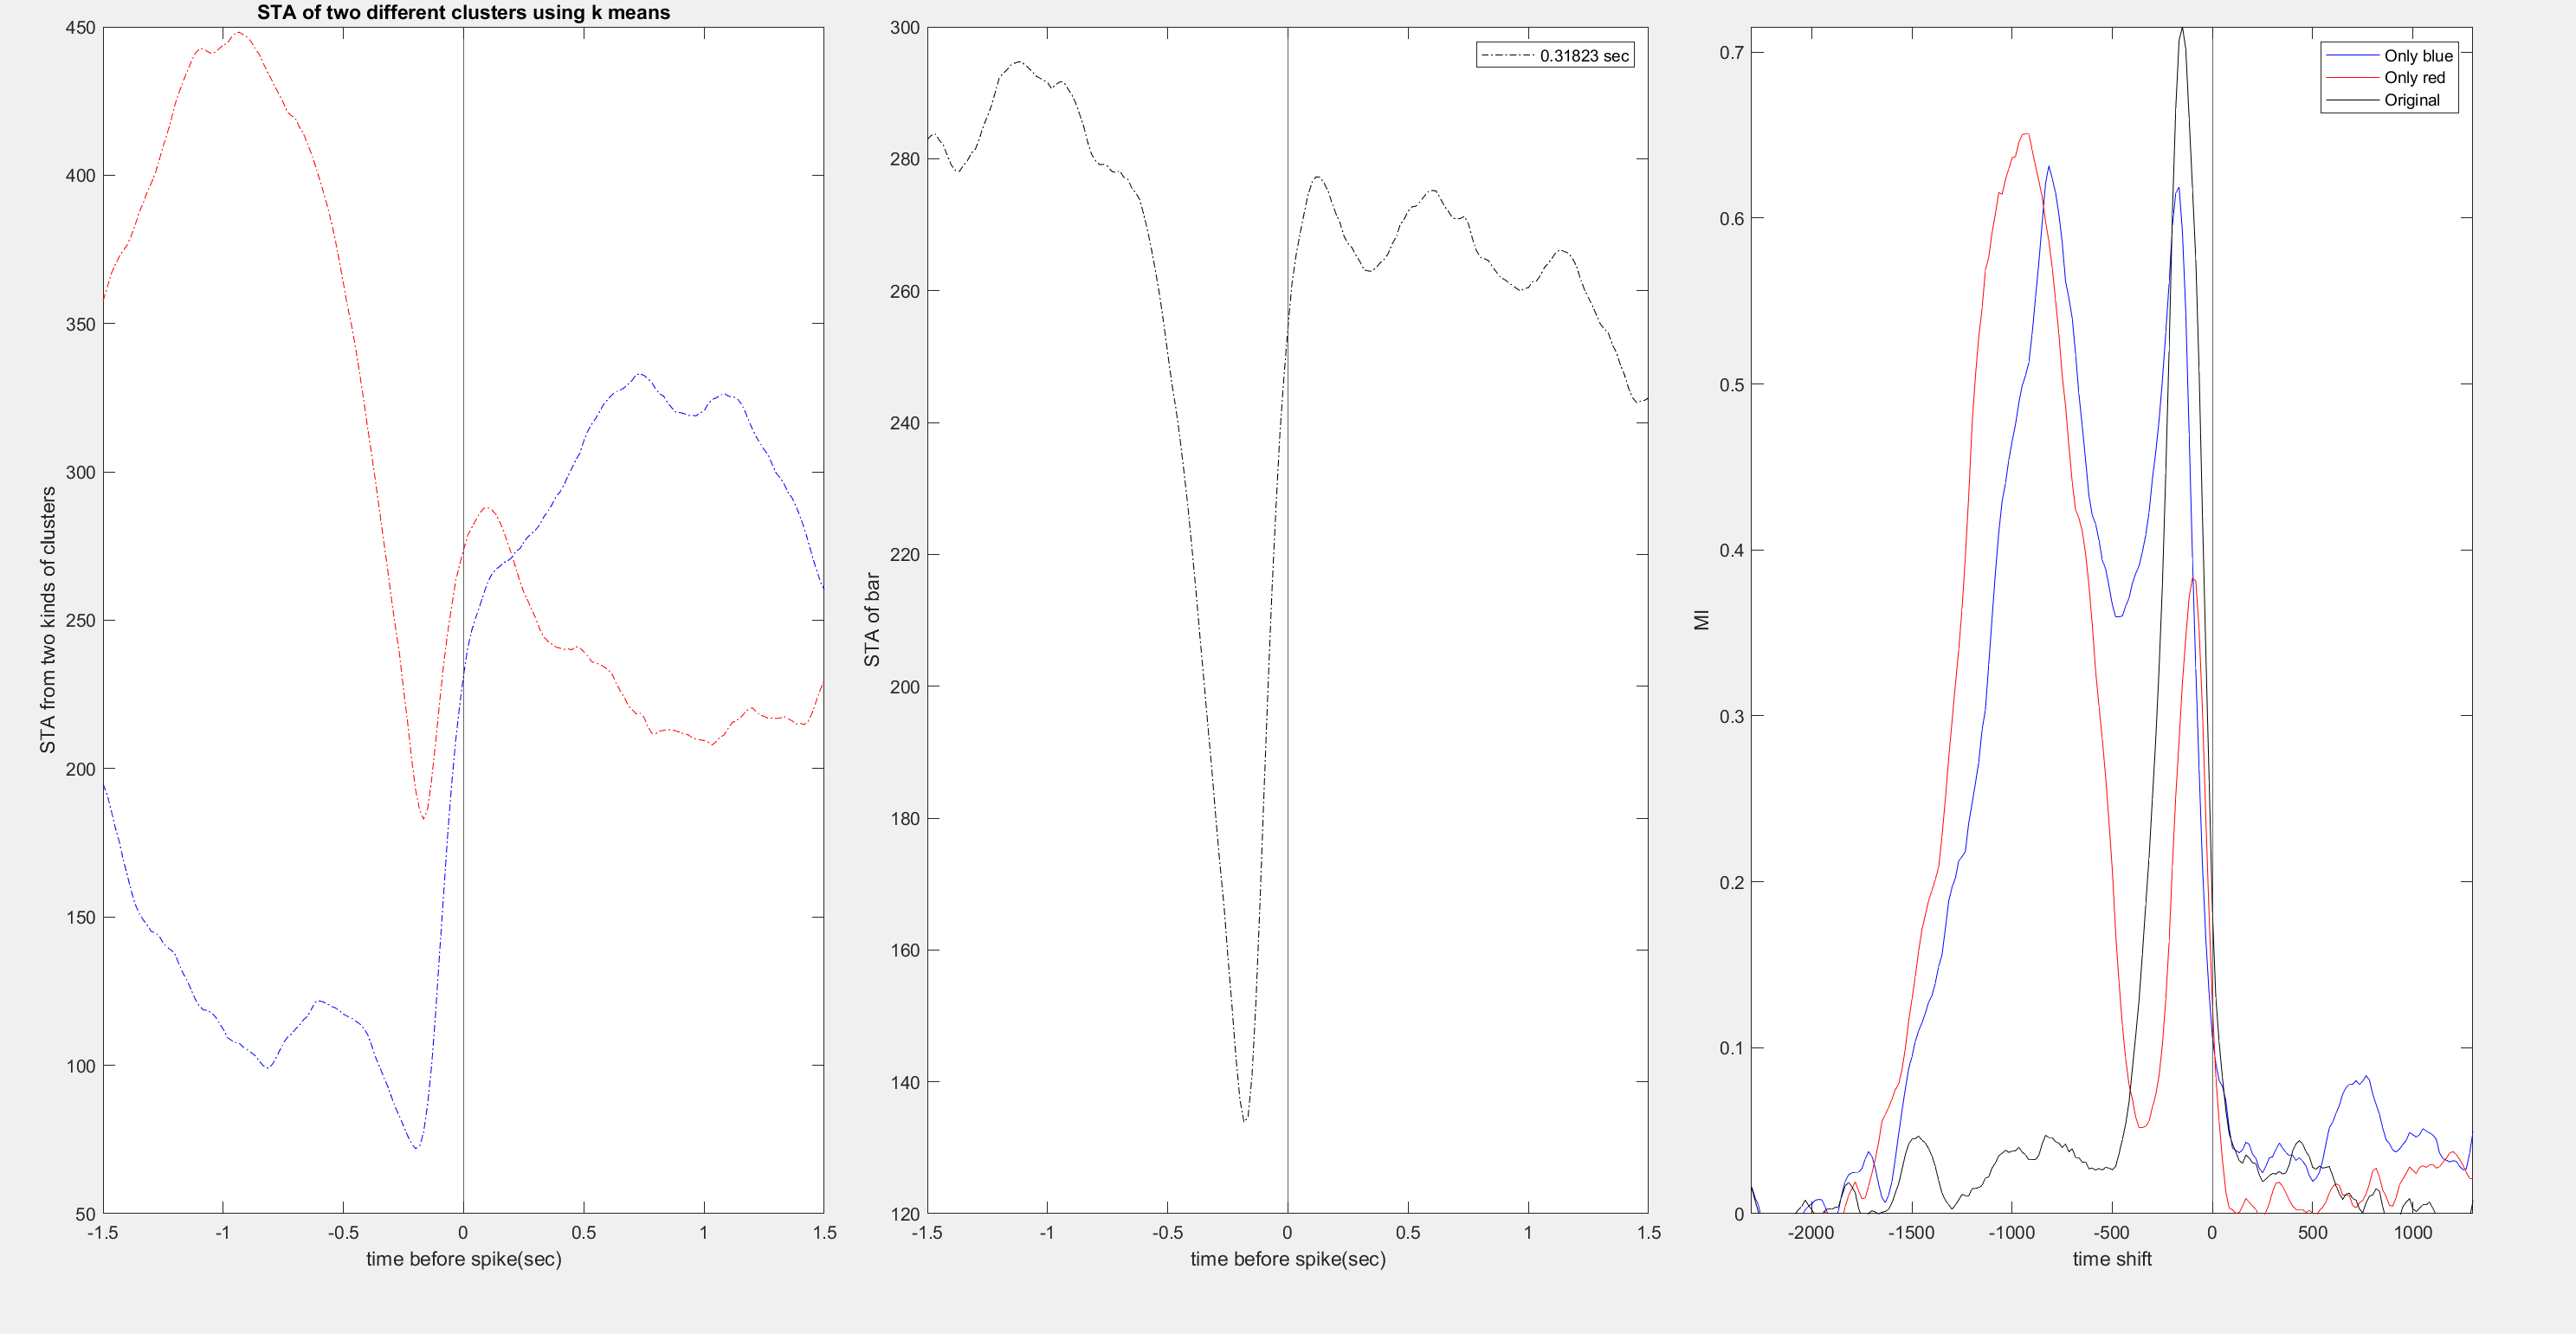 STA of two different clusters using k means
STA from two kinds of clusters
450
400
350
300
250
200
150
100
50
-1.5 -1 -0.5 0 0.5 1 1.5
time before spike(sec)
STA of bar
300
280
260
240
220
200
180
160
140
120
0.31823 sec
-1.5 -1 -0.5 0 0.5 1 1.5
time before spike(sec)
MI
0.7
0.6
0.5
0.4
0.3
0.2
0.1
0
Only blue
Only red
Original
-2000 -1500 -1000 -500 0 500 1000
time shift